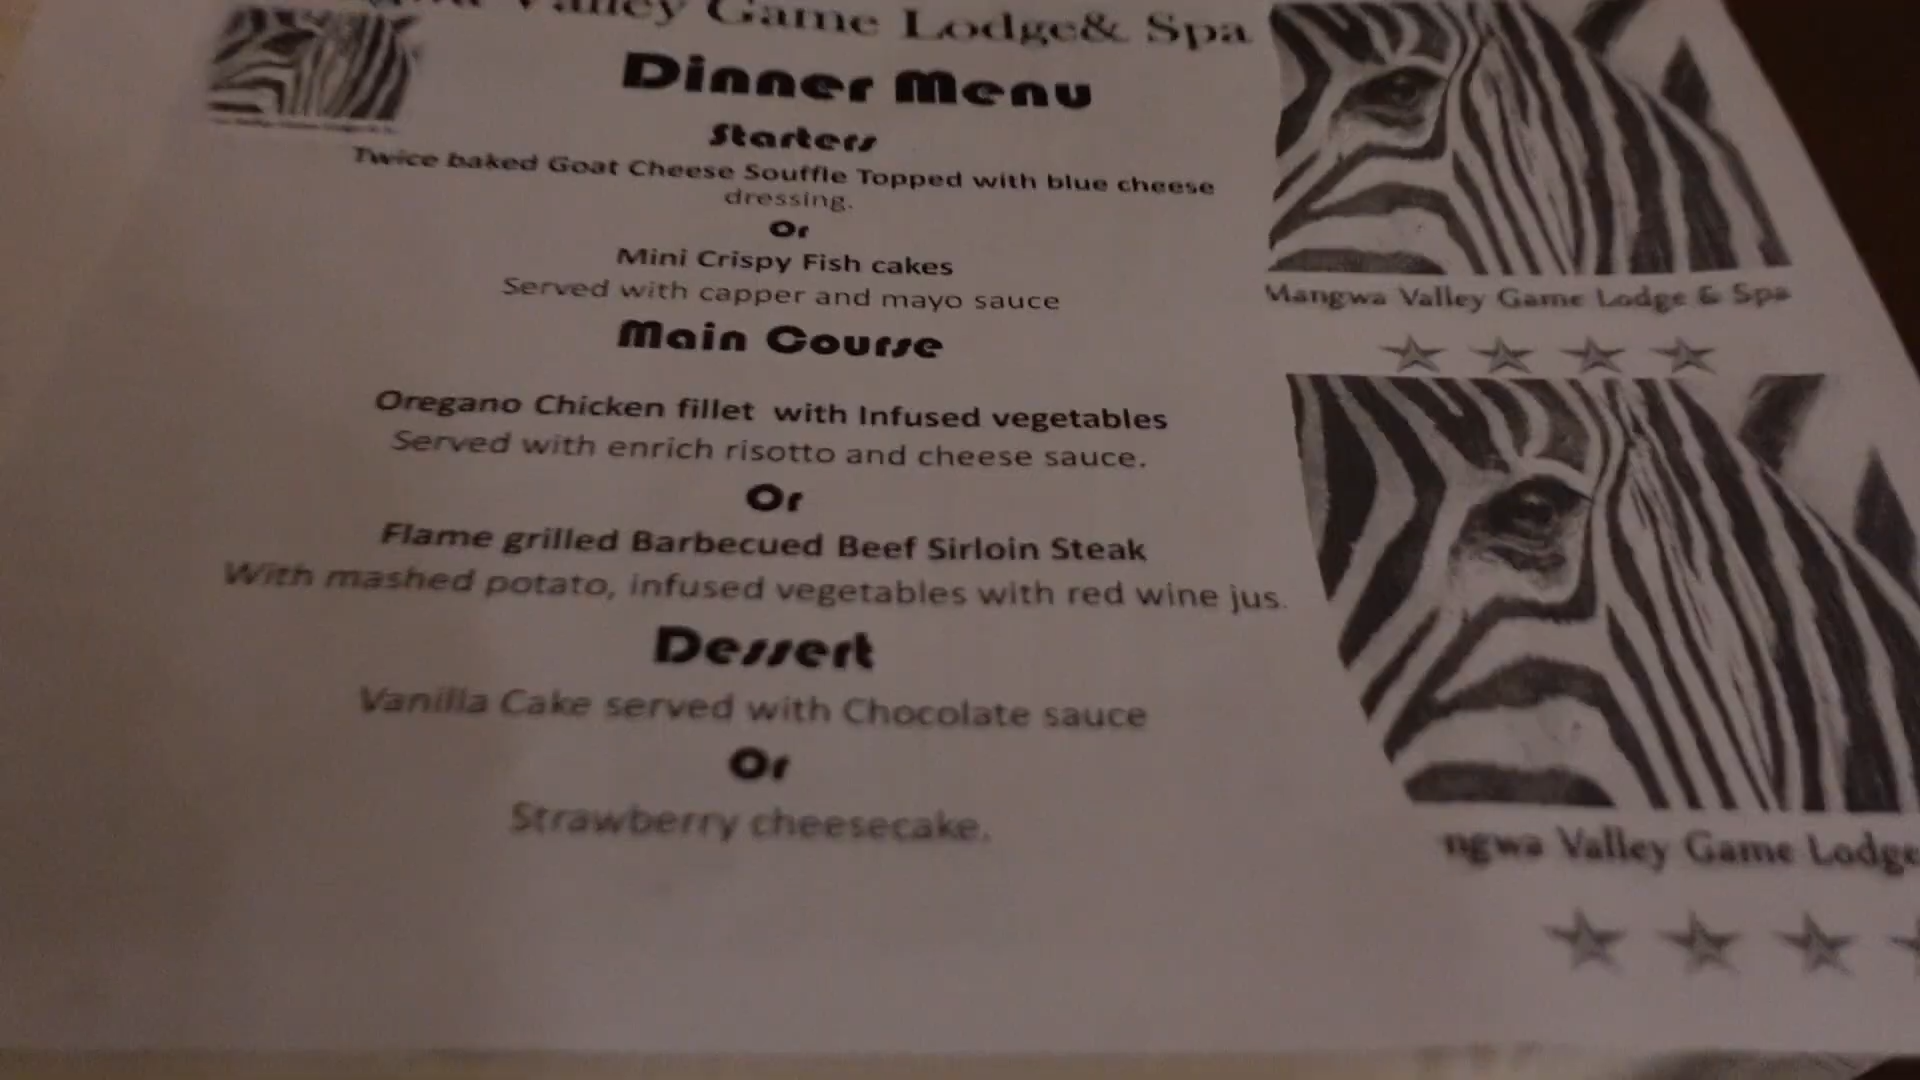 Valley Game Lodge& Spa
Dinner Menu
Starters
Twice baked Goat Cheese Souffle Topped with blue cheese
dressing.
Or
Mini Crispy Fish cakes
Served with capper and mayo sauce
Main Course
Oregano Chicken fillet with Infused vegetables
Served with enrich risotto and cheese sauce.
Or
Flame grilled Barbecued Beef Sirloin Steak
With mashed potato, infused vegetables with red wine jus.
Dessert
Vanilla Cake served with Chocolate sauce
Or
Strawberry cheesecake.
Mangwa Valley Game Lodge & Spa
ngwa Valley Game Lodge